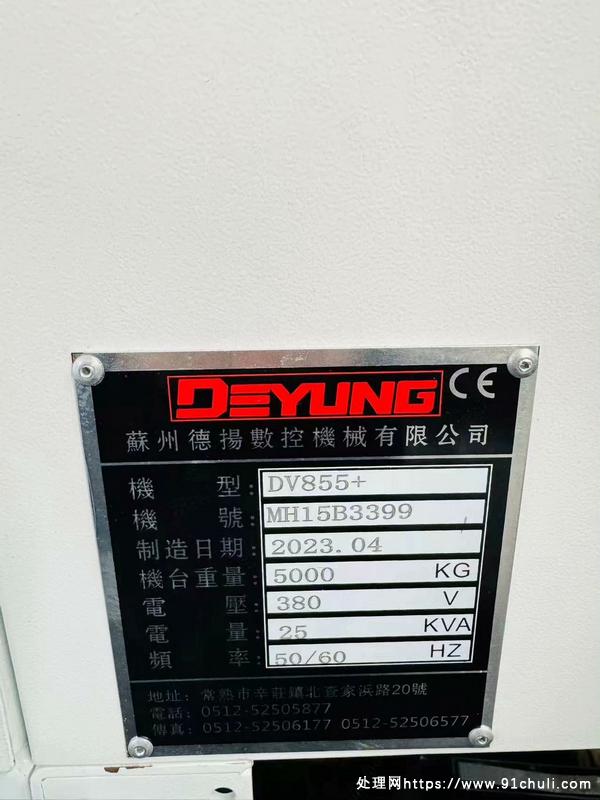 DEYUNG CE
蘇州德揚數控機械有限公司
機型: DV855+
機號: MH15B3399
制造日期: 2023.04
機台重量: 5000 KG
電壓: 380 V
電量: 25 KVA
頻率: 50/60 HZ
地址: 常熟市辛莊鎮北查家浜路20號
電話: 0512-52505877
傳真: 0512-52506177 0512-52506577
处理网https://www.91chuli.com